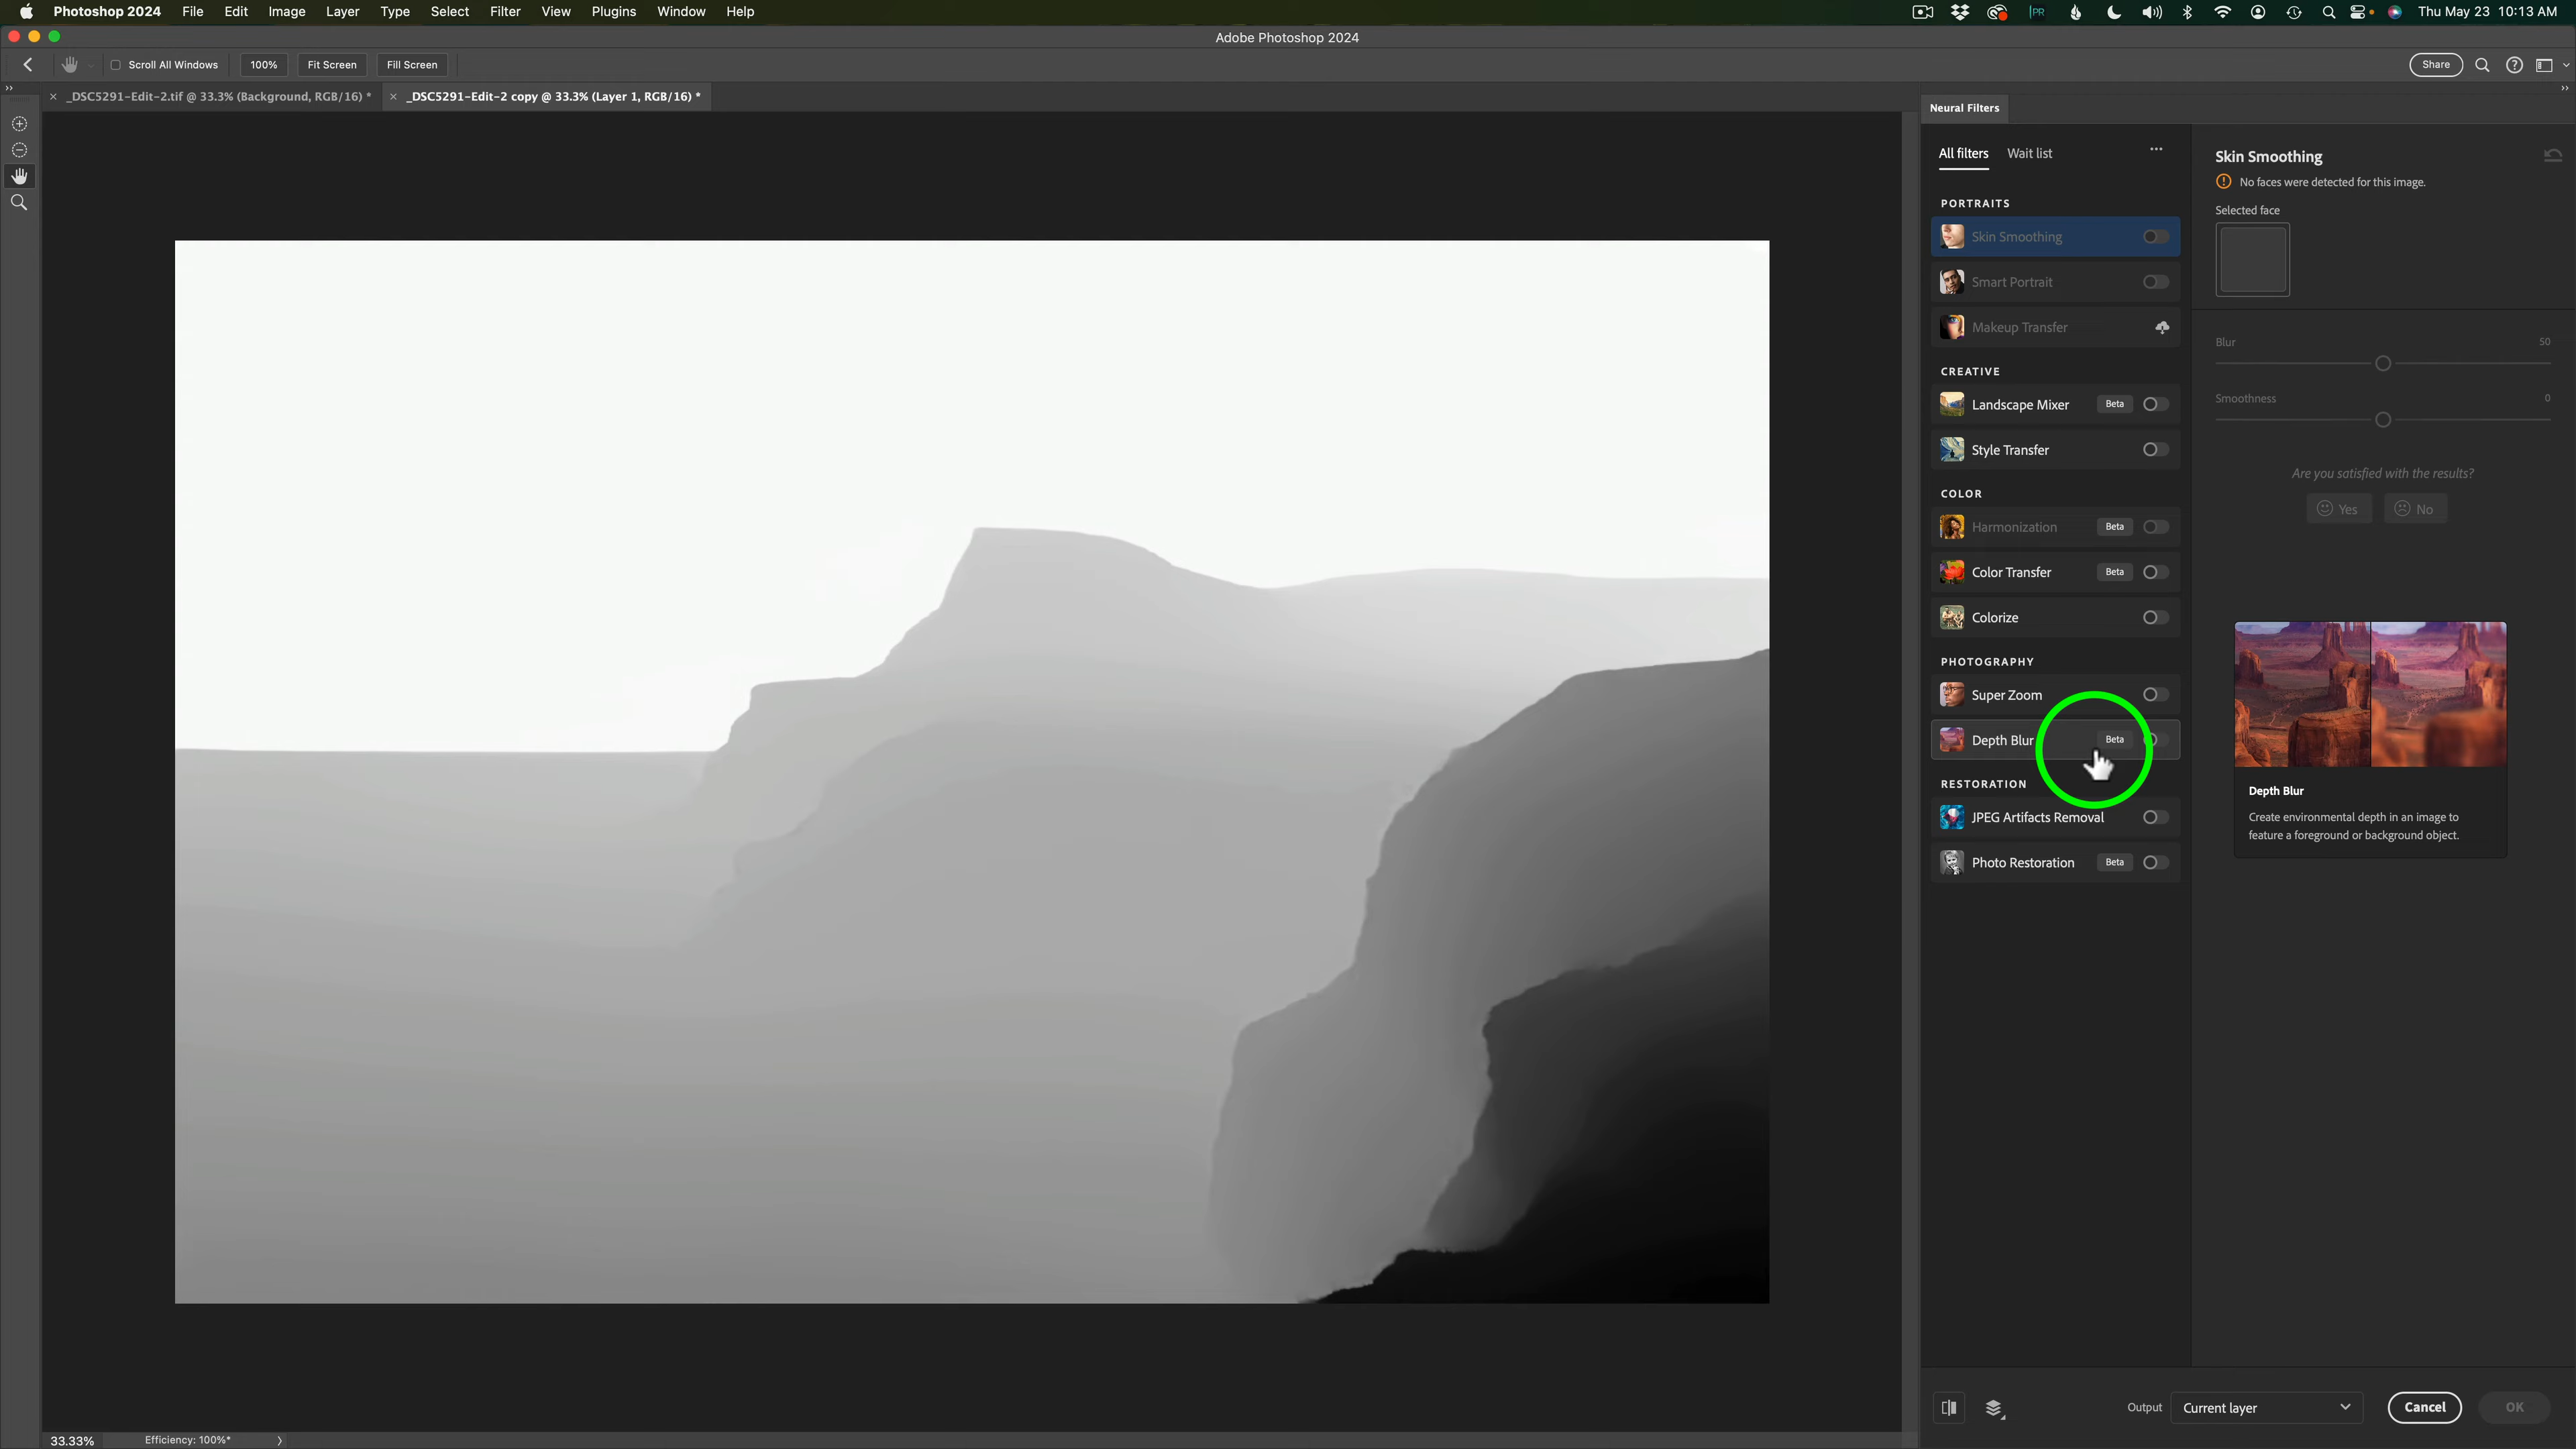 Photoshop 2024 File Edit Image Layer Type Select Filter View Plugins Window Help PR Thu May 23 10:13 AM
Adobe Photoshop 2024
Scroll All Windows 100% Fit Screen Fill Screen Share
_DSC5291-Edit-2.tif @ 33.3% (Background, RGB/16) * _DSC5291-Edit-2 copy @ 33.3% (Layer 1, RGB/16) *
Neural Filters
All filters Wait list
PORTRAITS
Skin Smoothing
Smart Portrait
Makeup Transfer
CREATIVE
Landscape Mixer Beta
Style Transfer
COLOR
Harmonization Beta
Color Transfer Beta
Colorize
PHOTOGRAPHY
Super Zoom
Depth Blur Beta
RESTORATION
JPEG Artifacts Removal
Photo Restoration Beta
Skin Smoothing
No faces were detected for this image.
Selected face
Blur 50
Smoothness 0
Are you satisfied with the results?
Yes No
Depth Blur
Create environmental depth in an image to
feature a foreground or background object.
Output Current layer Cancel OK
33.33% Efficiency: 100%*